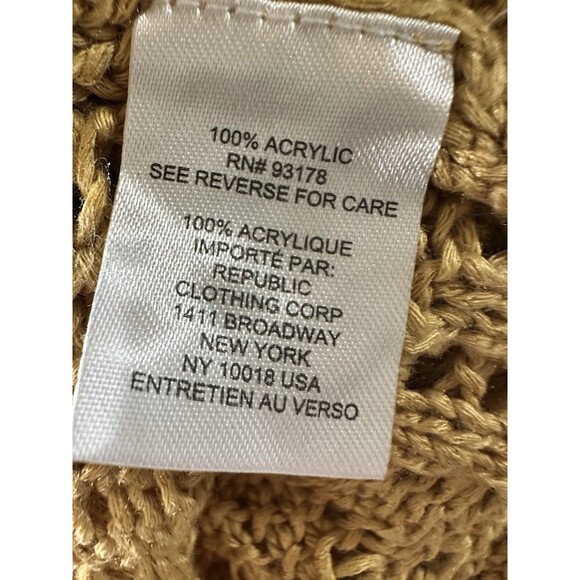 100% ACRYLIC
RN# 93178
SEE REVERSE FOR CARE
100% ACRYLIQUE
IMPORTÉ PAR:
REPUBLIC
CLOTHING CORP
1411 BROADWAY
NEW YORK
NY 10018 USA
ENTRETIEN AU VERSO